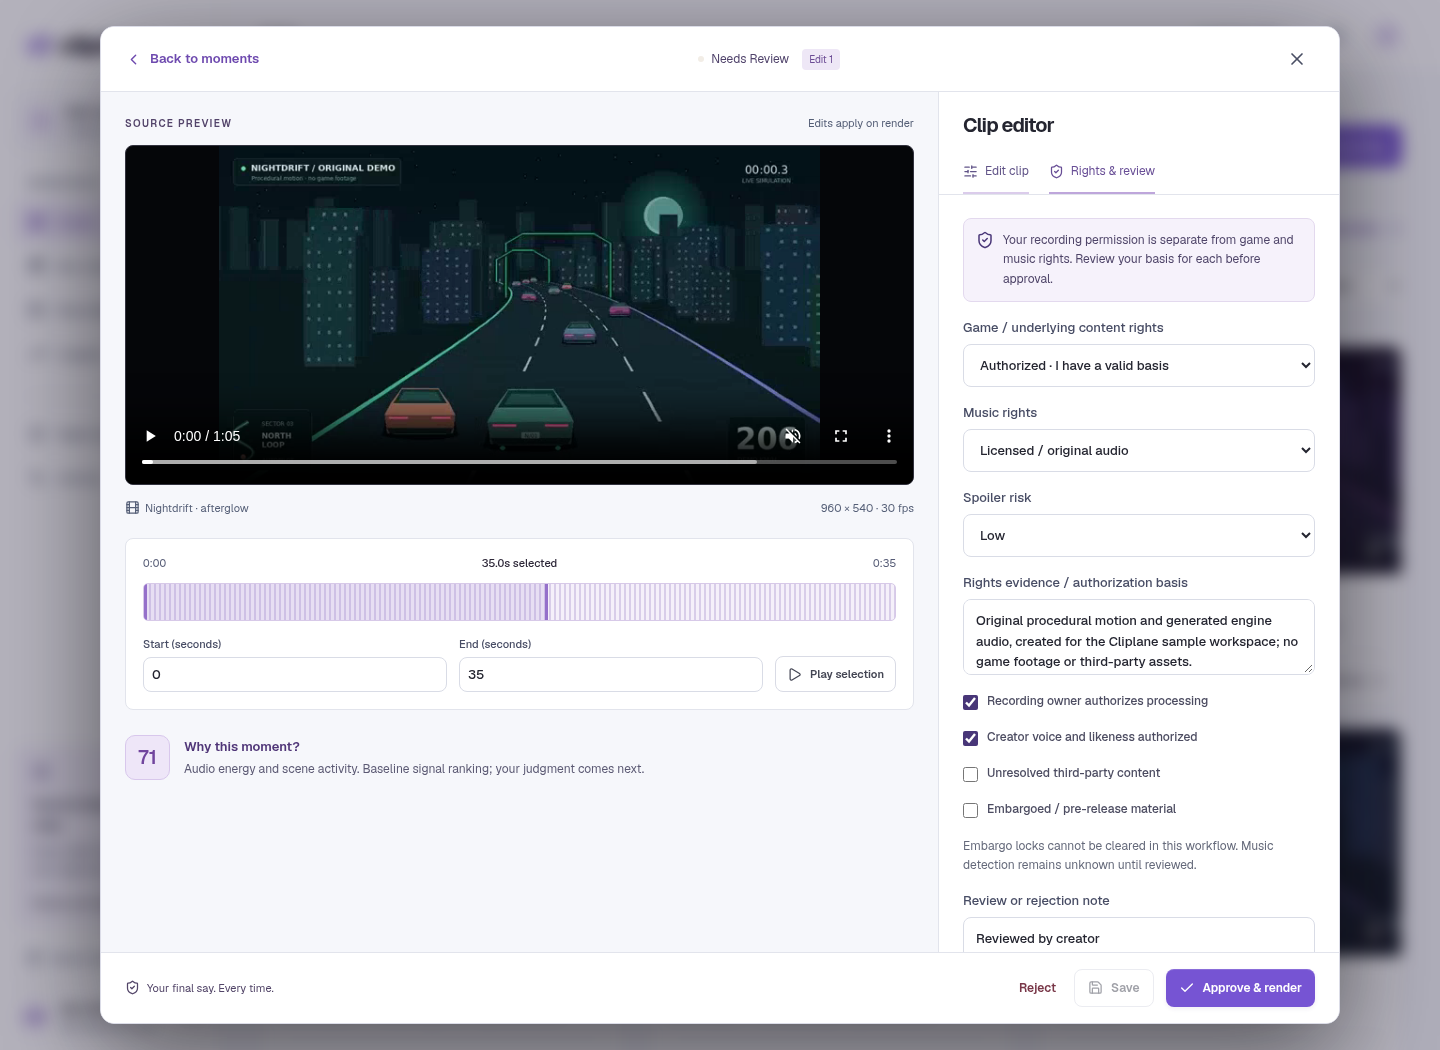 Back to moments
Needs Review
Edit 1
SOURCE PREVIEW
Edits apply on render
NIGHTDRIFT / ORIGINAL DEMO
Procedural motion · no game footage
00:00.3
LIVE SIMULATION
SECTOR 03
NORTH
LOOP
206
0:00 / 1:05
Nightdrift · afterglow
960 × 540 · 30 fps
0:00
35.0s selected
0:35
Start (seconds)
End (seconds)
0
35
Play selection
71
Why this moment?
Audio energy and scene activity. Baseline signal ranking; your judgment comes next.
Clip editor
Edit clip
Rights & review
Your recording permission is separate from game and
music rights. Review your basis for each before
approval.
Game / underlying content rights
Authorized · I have a valid basis
Music rights
Licensed / original audio
Spoiler risk
Low
Rights evidence / authorization basis
Original procedural motion and generated engine
audio, created for the Cliplane sample workspace; no
game footage or third-party assets.
Recording owner authorizes processing
Creator voice and likeness authorized
Unresolved third-party content
Embargoed / pre-release material
Embargo locks cannot be cleared in this workflow. Music
detection remains unknown until reviewed.
Review or rejection note
Reviewed by creator
Your final say. Every time.
Reject
Save
Approve & render